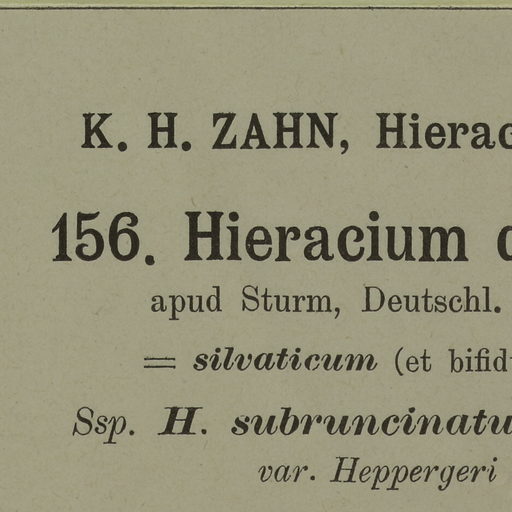 K. H. ZAHN, Hierac
156. Hieracium
apud Sturm, Deutschl.
= silvaticum (et bifid
Ssp. H. subruncinatu
var. Heppergeri